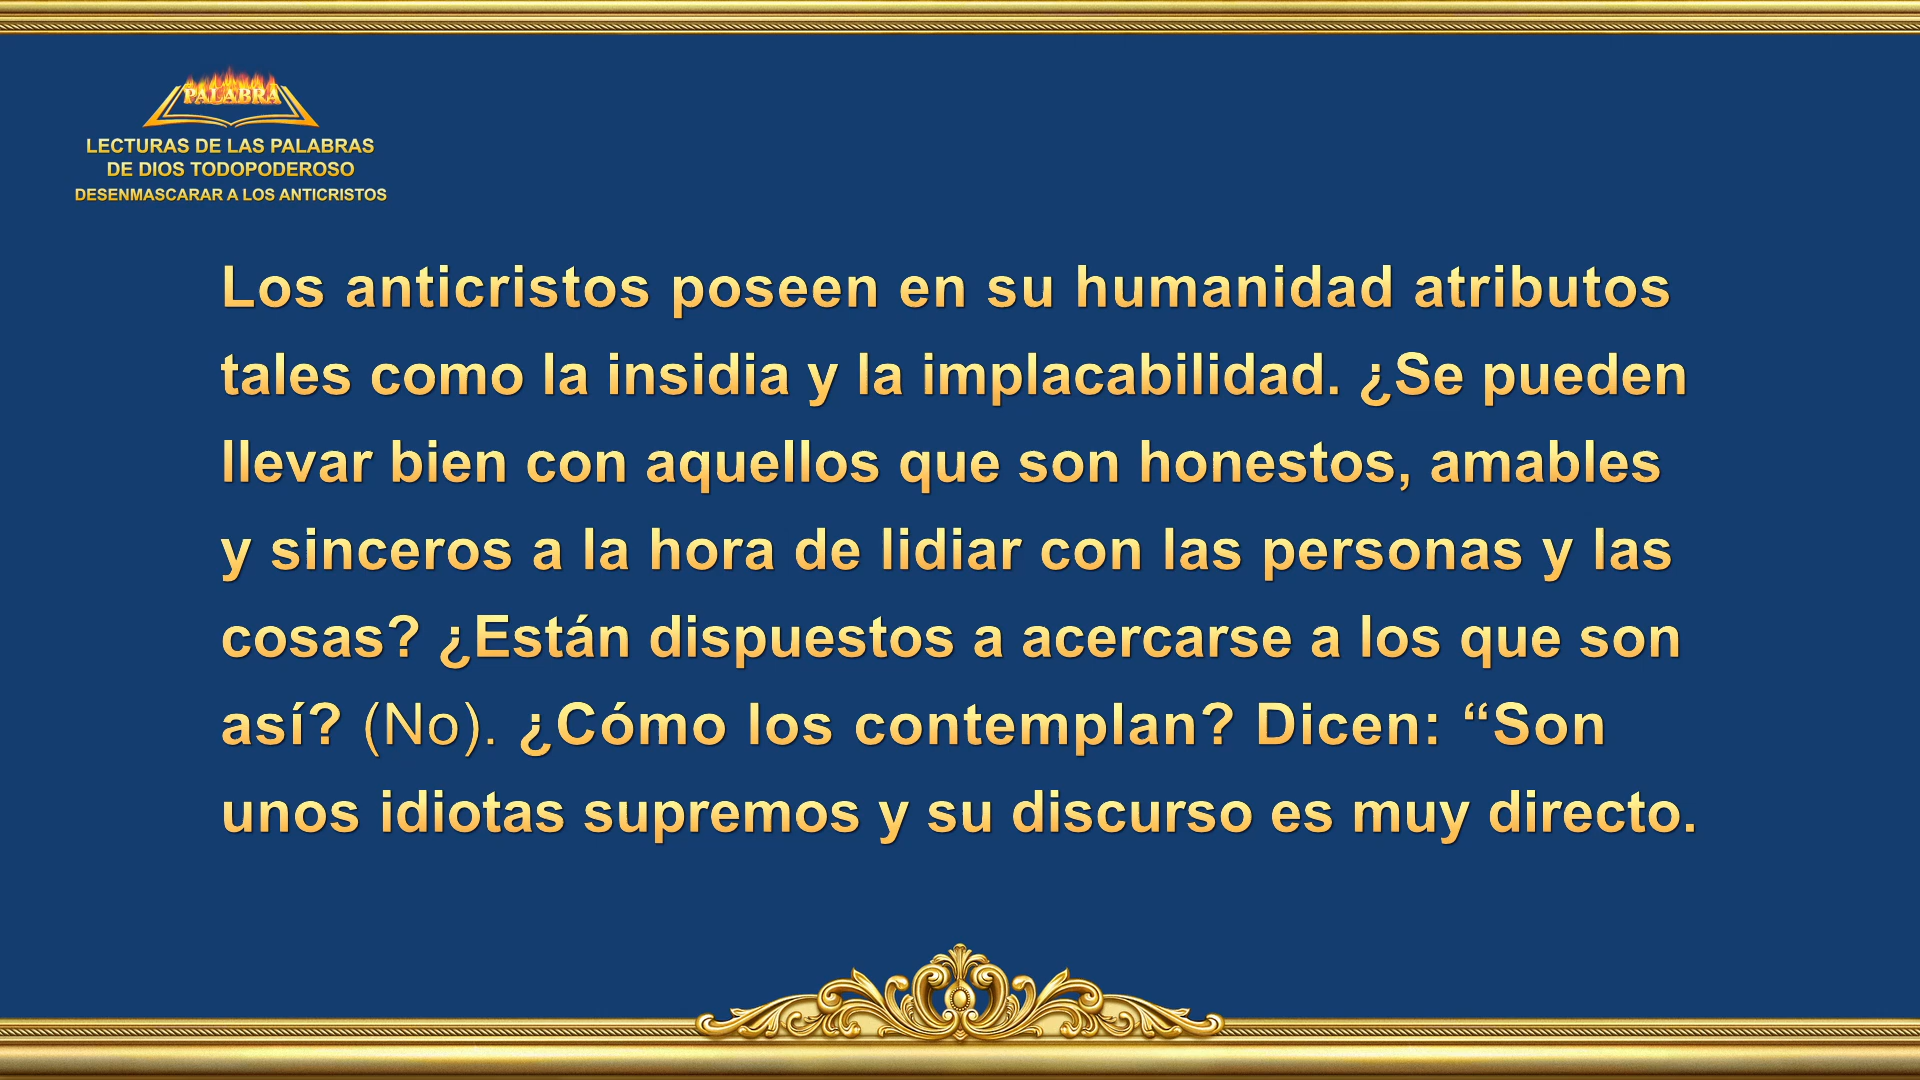 PALABRA
LECTURAS DE LAS PALABRAS
DE DIOS TODOPODEROSO
DESENMASCARAR A LOS ANTICRISTOS
Los anticristos poseen en su humanidad atributos
tales como la insidia y la implacabilidad. ¿Se pueden
llevar bien con aquellos que son honestos, amables
y sinceros a la hora de lidiar con las personas y las
cosas? ¿Están dispuestos a acercarse a los que son
así? (No). ¿Cómo los contemplan? Dicen: “Son
unos idiotas supremos y su discurso es muy directo.